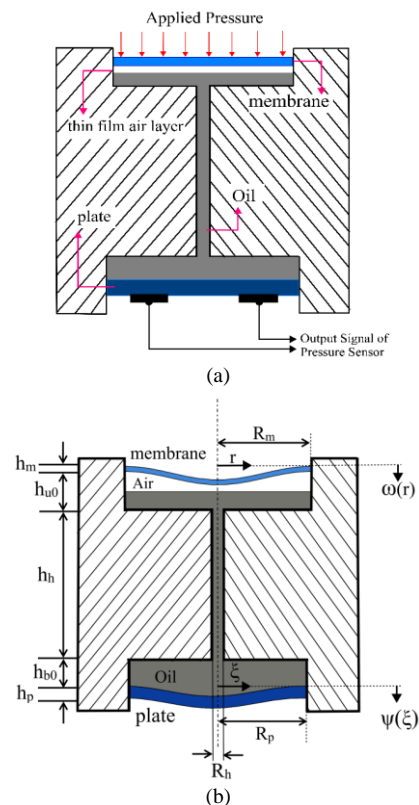 Applied Pressure
membrane
thin film air layer
plate
Oil
Output Signal of
Pressure Sensor
(a)
membrane
R_m
h_m
r
Air
h_u0
ω(r)
h_h
h_b0
Oil
ξ
h_p
plate
R_p
ψ(ξ)
R_h
(b)